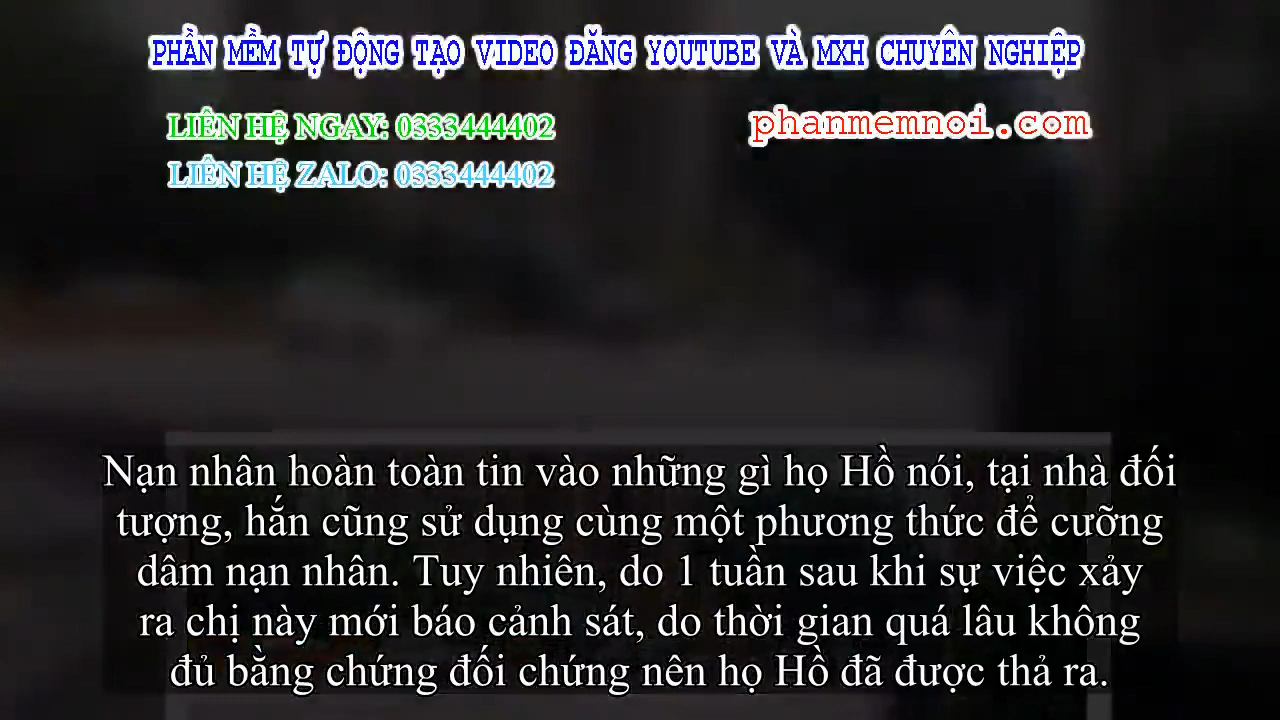 PHẦN MỀM TỰ ĐỘNG TẠO VIDEO ĐĂNG YOUTUBE VÀ MXH CHUYÊN NGHIỆP
LIÊN HỆ NGAY: 0333444402
phanmemnoi.com
LIÊN HỆ ZALO: 0333444402
Nạn nhân hoàn toàn tin vào những gì họ Hồ nói, tại nhà đối
tượng, hắn cũng sử dụng cùng một phương thức để cưỡng
dâm nạn nhân. Tuy nhiên, do 1 tuần sau khi sự việc xảy
ra chị này mới báo cảnh sát, do thời gian quá lâu không
đủ bằng chứng đối chứng nên họ Hồ đã được thả ra.